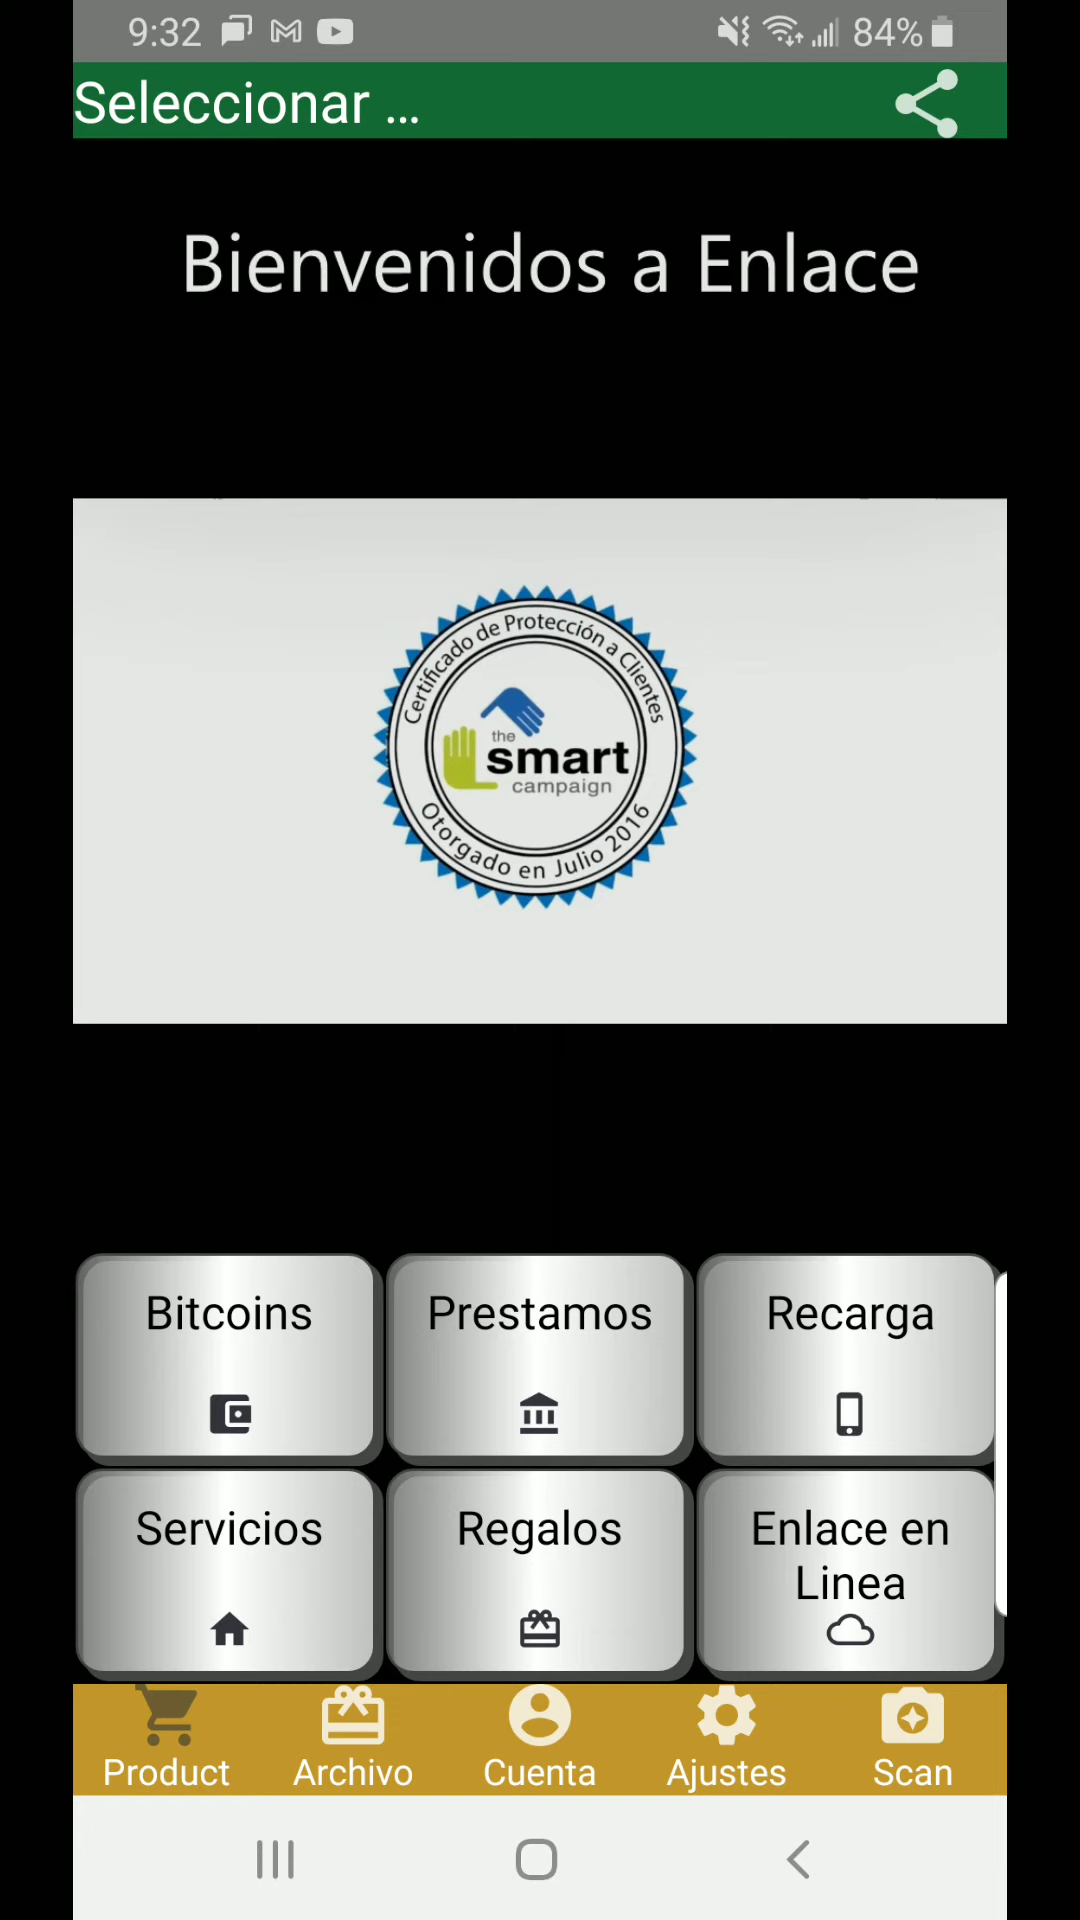 9:32
84%
Seleccionar ...
Bienvenidos a Enlace
Certificado de Protección a Clientes
the
smart
campaign
Otorgado en Julio 2016
Bitcoins
Prestamos
Recarga
Servicios
Regalos
Enlace en
Linea
Product
Archivo
Cuenta
Ajustes
Scan